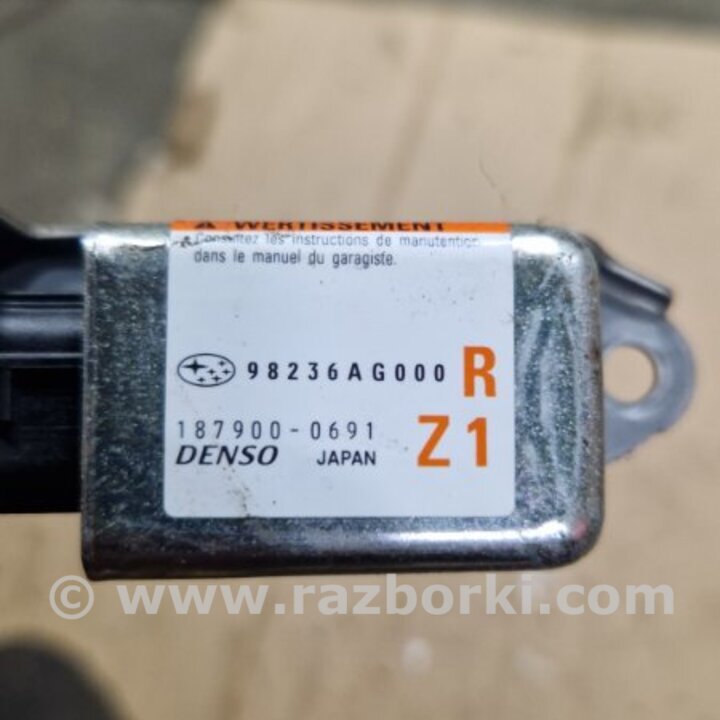 WERTISSEMENT
Consultez les instructions de manutention
dans le manuel du garagiste.
98236AG000 R
187900-0691
DENSO JAPAN Z1
© www.razborki.com